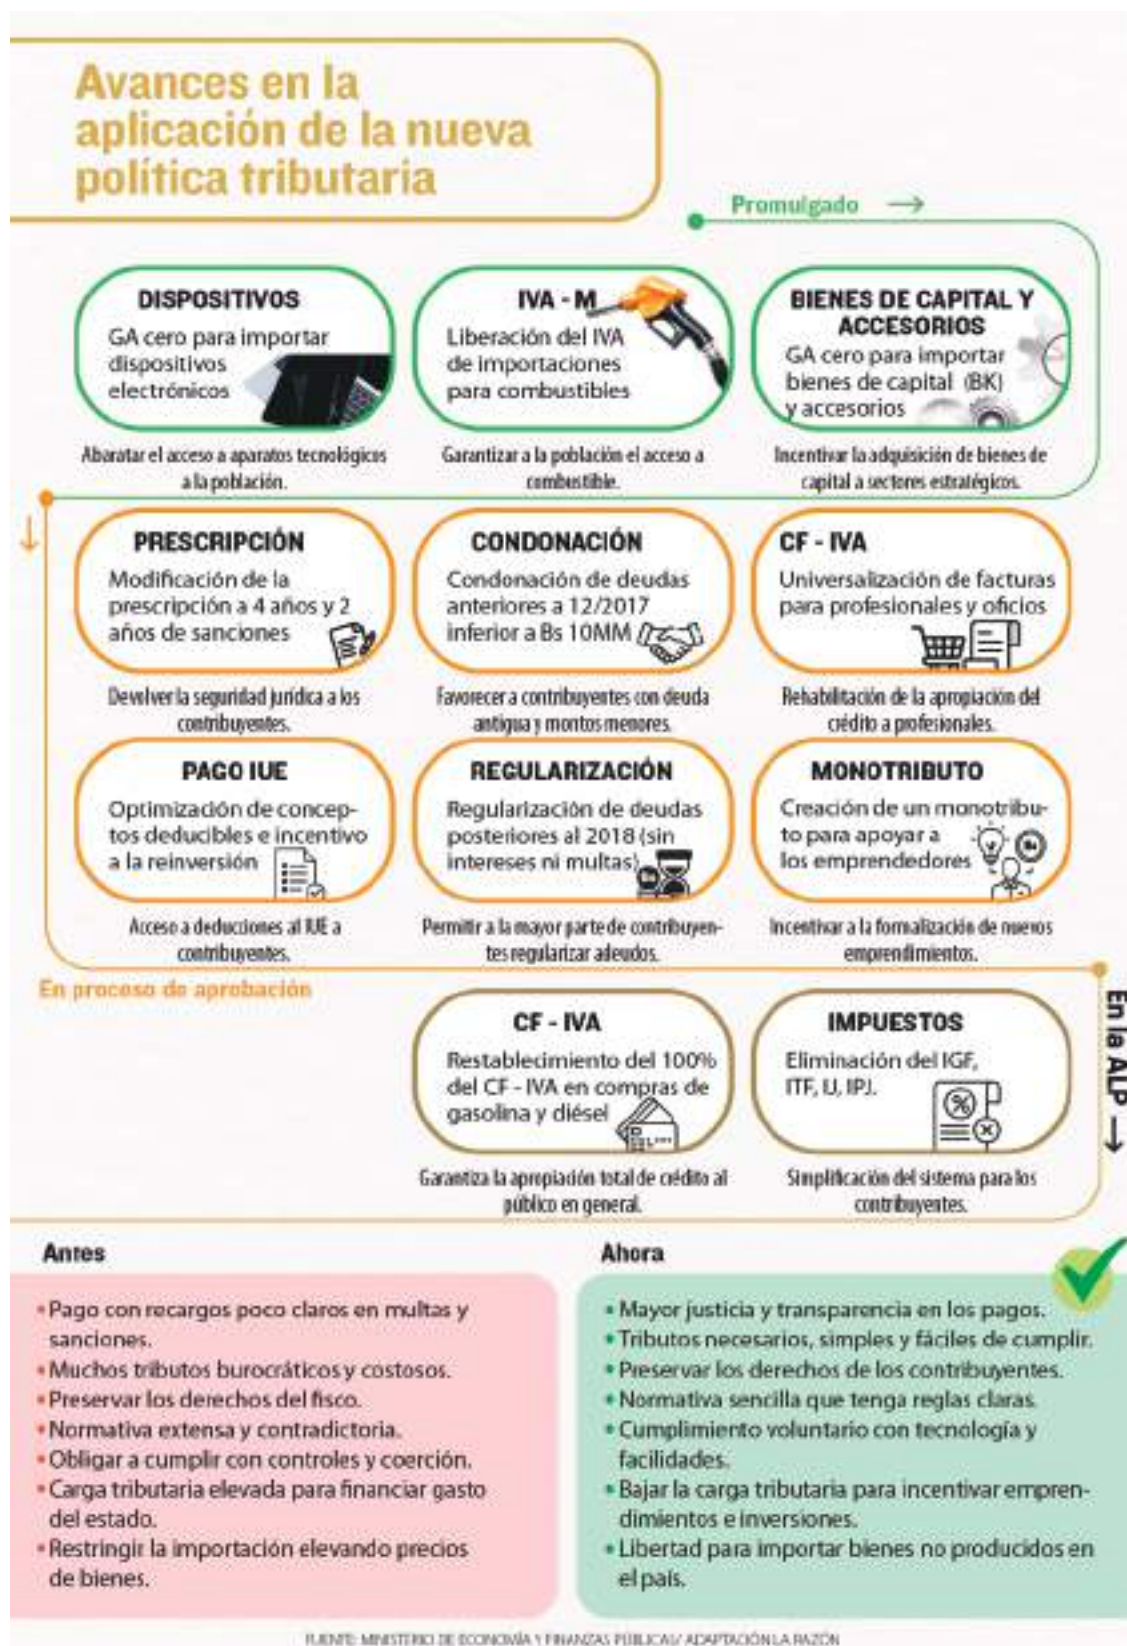 Avances en la
aplicación de la nueva
política tributaria
Promulgado →
DISPOSITIVOS
GA cero para importar
dispositivos
electrónicos
Abaratar el acceso a aparatos tecnológicos
a la población.
IVA - M
Liberación del IVA
de importaciones
para combustibles
Garantizar a la población el acceso a
combustible.
BIENES DE CAPITAL Y
ACCESORIOS
GA cero para importar
bienes de capital (BK)
y accesorios
Incentivar la adquisición de bienes de
capital a sectores estratégicos.
PRESCRIPCIÓN
Modificación de la
prescripción a 4 años y 2
años de sanciones
Devolver la seguridad jurídica a los
contribuyentes.
CONDONACIÓN
Condonación de deudas
anteriores a 12/2017
inferior a Bs 10MM
Favorecer a contribuyentes con deuda
antigua y montos menores.
CF - IVA
Universalización de facturas
para profesionales y oficios
Rehabilitación de la apropiación del
crédito a profesionales.
PAGO IUE
Optimización de concep-
tos deducibles e incentivo
a la reinversión
Acceso a deducciones al IUE a
contribuyentes.
REGULARIZACIÓN
Regularización de deudas
posteriores al 2018 (sin
intereses ni multas)
Permitir a la mayor parte de contribuyen-
tes regularizar adeudos.
MONOTRIBUTO
Creación de un monotribu-
to para apoyar a
los emprendedores
Incentivar a la formalización de nuevos
emprendimientos.
En proceso de aprobación
CF - IVA
Restablecimiento del 100%
del CF - IVA en compras de
gasolina y diésel
Garantiza la apropiación total de crédito al
público en general.
IMPUESTOS
Eliminación del IGF,
ITF, IJ, IPJ.
Simplificación del sistema para los
contribuyentes.
En la ALP →
Antes
• Pago con recargos poco claros en multas y
sanciones.
• Muchos tributos burocráticos y costosos.
• Preservar los derechos del fisco.
• Normativa extensa y contradictoria.
• Obligar a cumplir con controles y coerción.
• Carga tributaria elevada para financiar gasto
del estado.
• Restringir la importación elevando precios
de bienes.
Ahora
• Mayor justicia y transparencia en los pagos.
• Tributos necesarios, simples y fáciles de cumplir.
• Preservar los derechos de los contribuyentes.
• Normativa sencilla que tenga reglas claras.
• Cumplimiento voluntario con tecnología y
facilidades.
• Bajar la carga tributaria para incentivar empren-
dimientos e inversiones.
• Libertad para importar bienes no producidos en
el país.
FUENTE: MINISTERIO DE ECONOMÍA Y FINANZAS PÚBLICAS/ ADAPTACIÓN LA RAZÓN